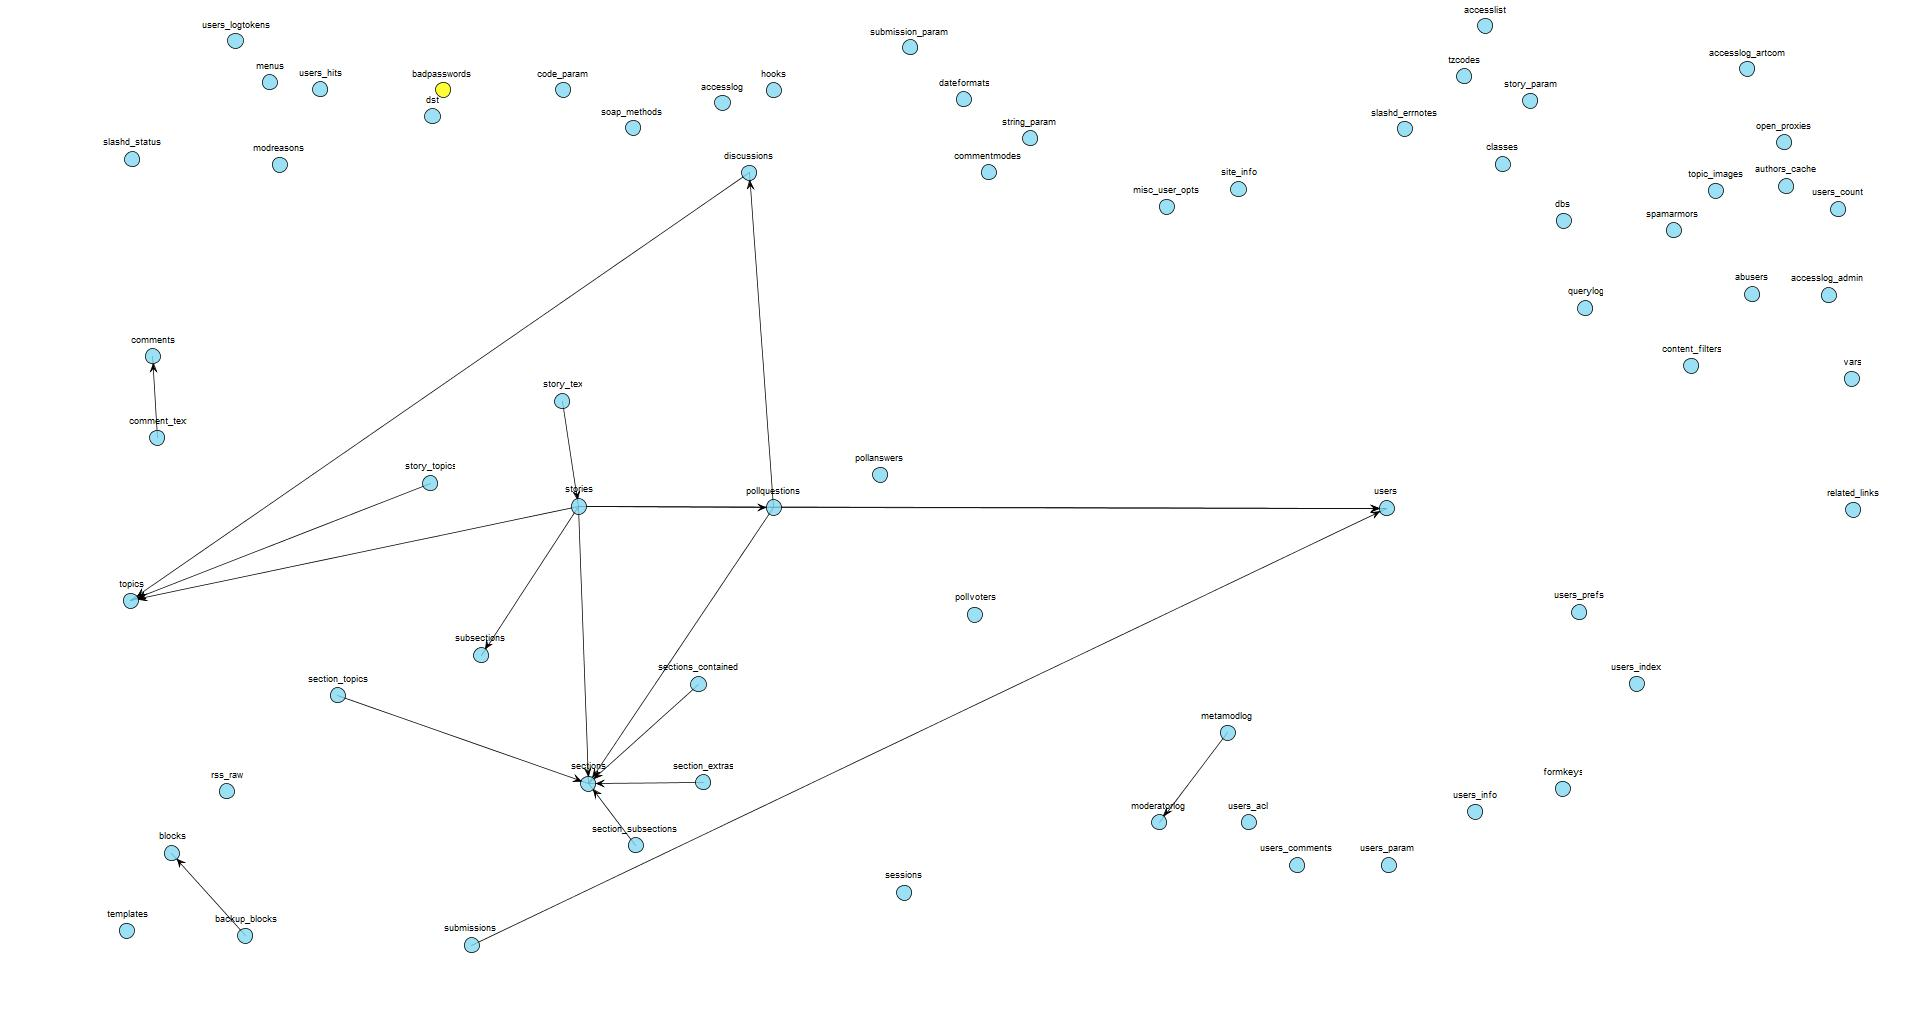 accesslist
users_logtokens
submission_param
accesslog_artcom
tzcodes
menus
users_hits
badpasswords
code_param
hooks
accesslog
dateformats
story_param
dst
soap_methods
slashd_errnotes
string_param
open_proxies
slashd_status
modreasons
discussions
commentmodes
classes
site_info
topic_images
authors_cache
misc_user_opts
users_count
dbs
spamarmors
abusers
accesslog_admin
querylog
comments
content_filters
vars
story_tex
comment_tex
pollanswers
story_topics
stories
pollquestions
users
related_links
topics
pollvoters
users_prefs
subsections
sections_contained
users_index
section_topics
metamodlog
sections
section_extras
rss_raw
formkeys
users_info
moderatorlog
users_acl
section_subsections
blocks
users_comments
users_param
sessions
templates
backup_blocks
submissions